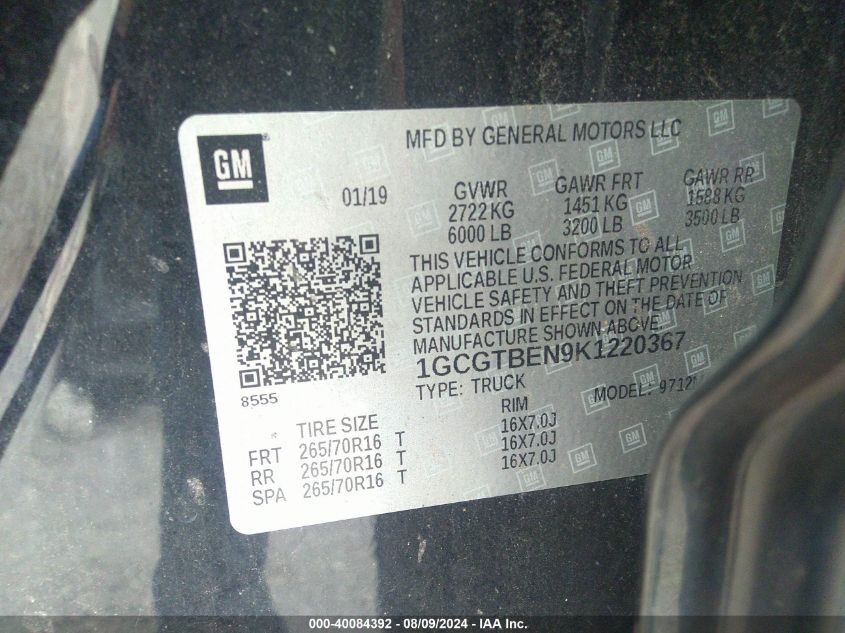 MFD BY GENERAL MOTORS LLC
GM
01/19
GVWR GAWR FRT GAWR RR
2722 KG 1451 KG 1588 KG
6000 LB 3200 LB 3500 LB
THIS VEHICLE CONFORMS TO ALL
APPLICABLE U.S. FEDERAL MOTOR
VEHICLE SAFETY AND THEFT PREVENTION
STANDARDS IN EFFECT ON THE DATE OF
MANUFACTURE SHOWN ABOVE.
1GCGTBEN9K1220367
8555
TYPE: TRUCK MODEL:
TIRE SIZE RIM
FRT 265/70R16 T 16X7.0J
RR 265/70R16 T 16X7.0J
SPA 265/70R16 T 16X7.0J
000-40084392 - 08/09/2024 - IAA Inc.